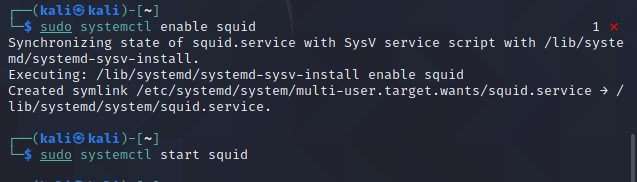 ┌──(kali㉿kali)-[~]
└─$ sudo systemctl enable squid 1 ⨯
Synchronizing state of squid.service with SysV service script with /lib/syste
md/systemd-sysv-install.
Executing: /lib/systemd/systemd-sysv-install enable squid
Created symlink /etc/systemd/system/multi-user.target.wants/squid.service → /
lib/systemd/system/squid.service.
┌──(kali㉿kali)-[~]
└─$ sudo systemctl start squid